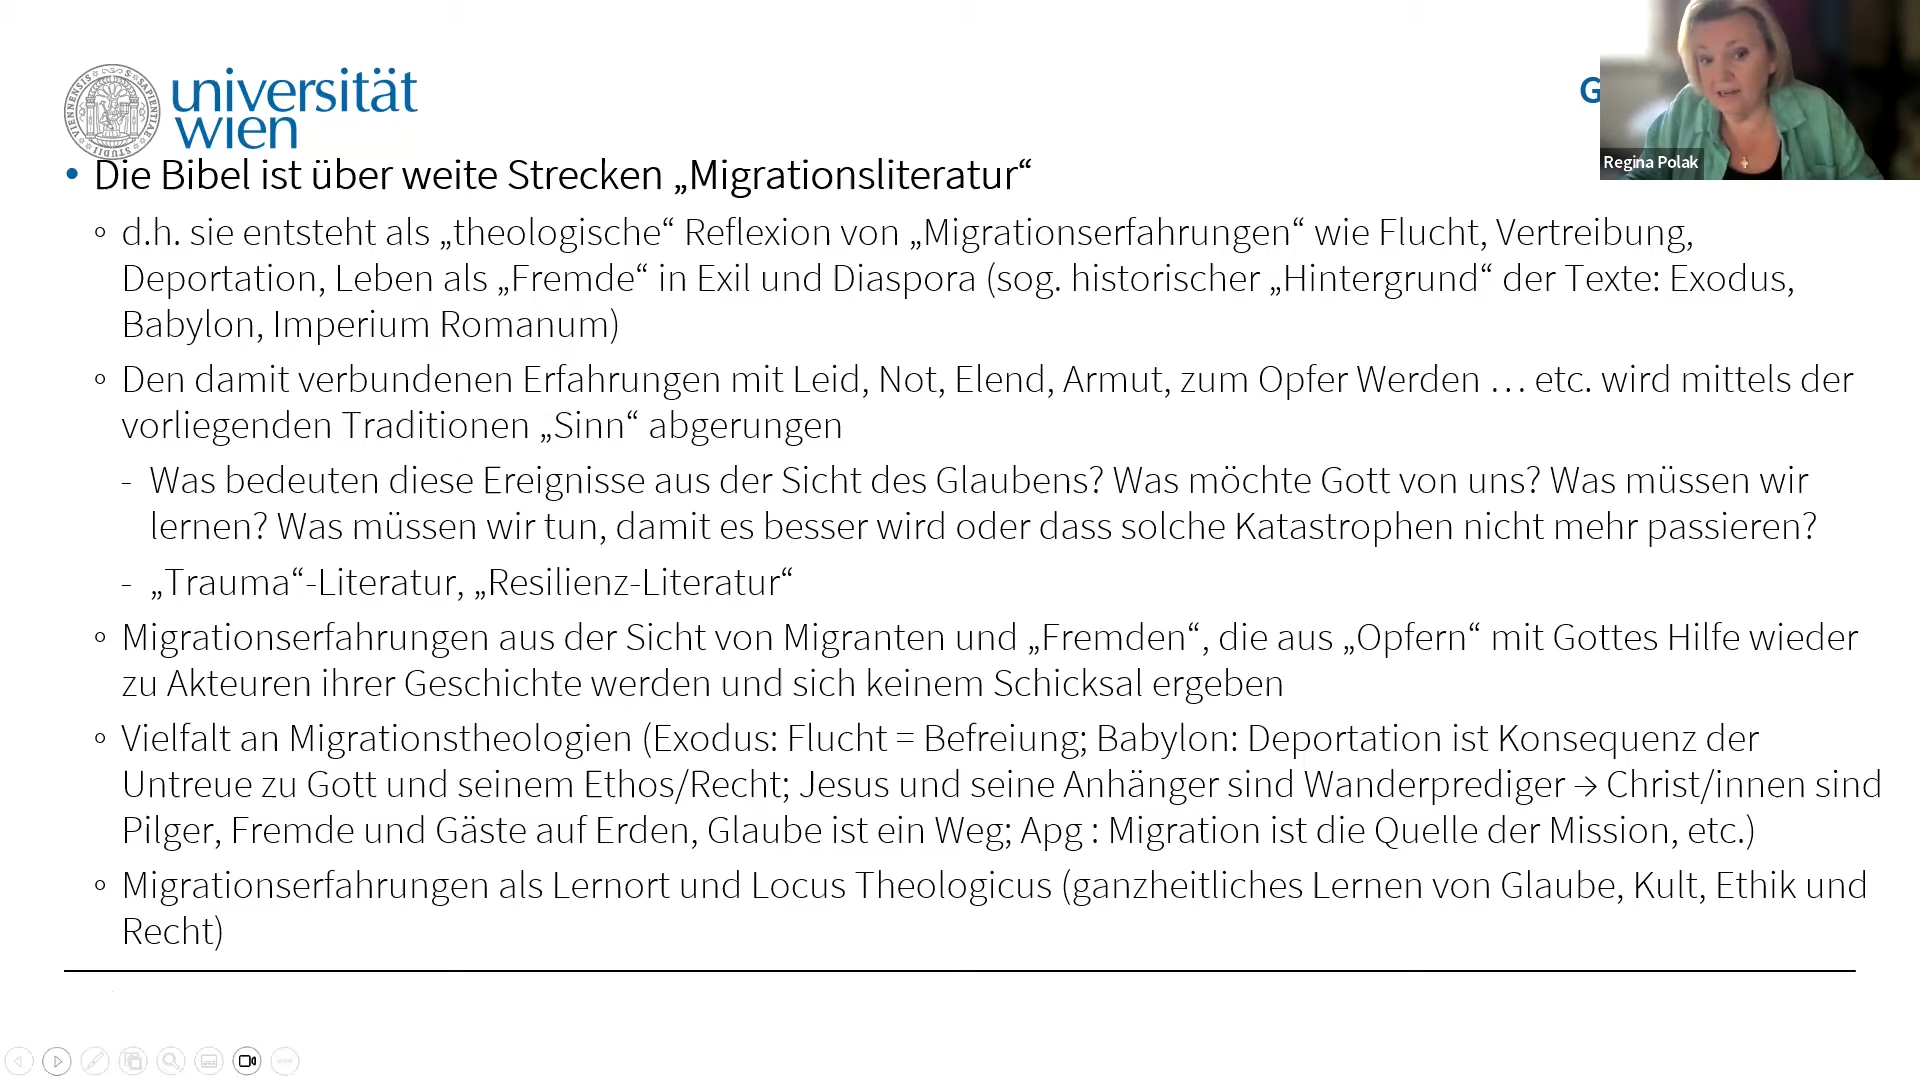 universität
wien
G
Regina Polak
• Die Bibel ist über weite Strecken „Migrationsliteratur“
◦ d.h. sie entsteht als „theologische“ Reflexion von „Migrationserfahrungen“ wie Flucht, Vertreibung,
Deportation, Leben als „Fremde“ in Exil und Diaspora (sog. historischer „Hintergrund“ der Texte: Exodus,
Babylon, Imperium Romanum)
◦ Den damit verbundenen Erfahrungen mit Leid, Not, Elend, Armut, zum Opfer Werden … etc. wird mittels der
vorliegenden Traditionen „Sinn“ abgerungen
- Was bedeuten diese Ereignisse aus der Sicht des Glaubens? Was möchte Gott von uns? Was müssen wir
lernen? Was müssen wir tun, damit es besser wird oder dass solche Katastrophen nicht mehr passieren?
- „Trauma“-Literatur, „Resilienz-Literatur“
◦ Migrationserfahrungen aus der Sicht von Migranten und „Fremden“, die aus „Opfern“ mit Gottes Hilfe wieder
zu Akteuren ihrer Geschichte werden und sich keinem Schicksal ergeben
◦ Vielfalt an Migrationstheologien (Exodus: Flucht = Befreiung; Babylon: Deportation ist Konsequenz der
Untreue zu Gott und seinem Ethos/Recht; Jesus und seine Anhänger sind Wanderprediger → Christ/innen sind
Pilger, Fremde und Gäste auf Erden, Glaube ist ein Weg; Apg : Migration ist die Quelle der Mission, etc.)
◦ Migrationserfahrungen als Lernort und Locus Theologicus (ganzheitliches Lernen von Glaube, Kult, Ethik und
Recht)